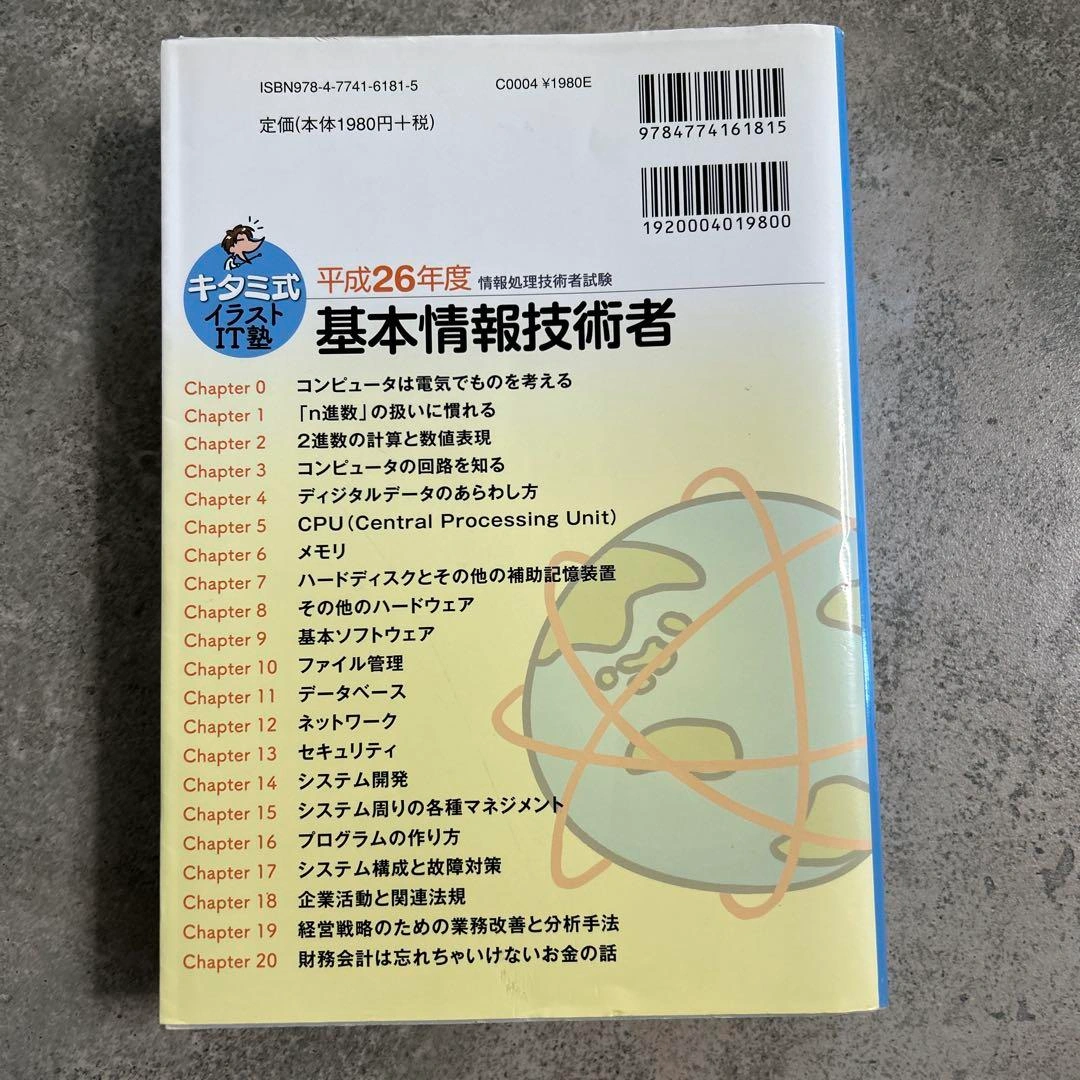 ISBN978-4-7741-6181-5
C0004 ¥1980E
定価(本体1980円+税)
9784774161815
1920004019800
キタミ式
イラスト
IT塾
平成26年度 情報処理技術者試験
基本情報技術者
Chapter 0 コンピュータは電気でものを考える
Chapter 1 「n進数」の扱いに慣れる
Chapter 2 2進数の計算と数値表現
Chapter 3 コンピュータの回路を知る
Chapter 4 ディジタルデータのあらわし方
Chapter 5 CPU(Central Processing Unit)
Chapter 6 メモリ
Chapter 7 ハードディスクとその他の補助記憶装置
Chapter 8 その他のハードウェア
Chapter 9 基本ソフトウェア
Chapter 10 ファイル管理
Chapter 11 データベース
Chapter 12 ネットワーク
Chapter 13 セキュリティ
Chapter 14 システム開発
Chapter 15 システム周りの各種マネジメント
Chapter 16 プログラムの作り方
Chapter 17 システム構成と故障対策
Chapter 18 企業活動と関連法規
Chapter 19 経営戦略のための業務改善と分析手法
Chapter 20 財務会計は忘れちゃいけないお金の話